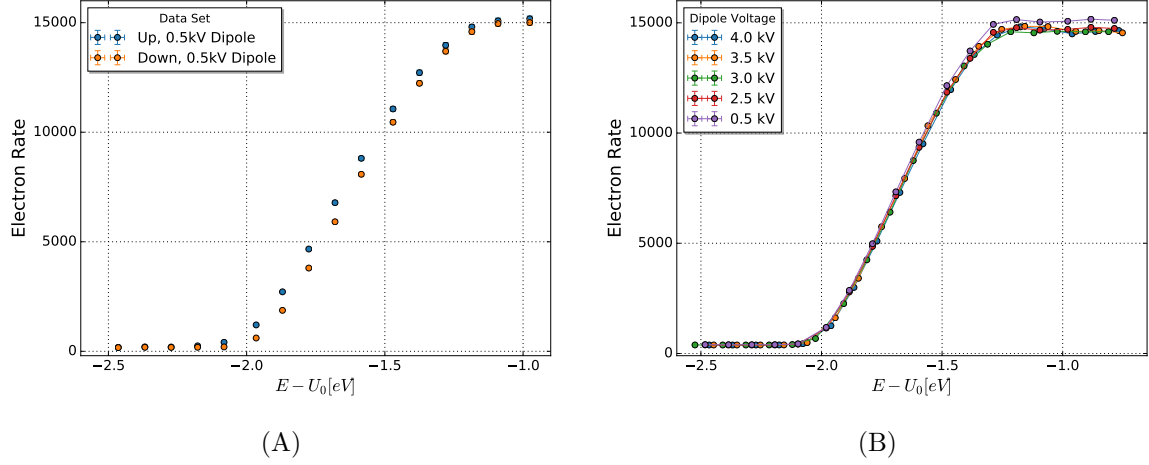 Data Set
Up, 0.5kV Dipole
Down, 0.5kV Dipole
Electron Rate
15000
10000
5000
0
−2.5
−2.0
−1.5
−1.0
E − U₀[eV]
(A)
Dipole Voltage
4.0 kV
3.5 kV
3.0 kV
2.5 kV
0.5 kV
Electron Rate
15000
10000
5000
0
−2.5
−2.0
−1.5
−1.0
E − U₀[eV]
(B)